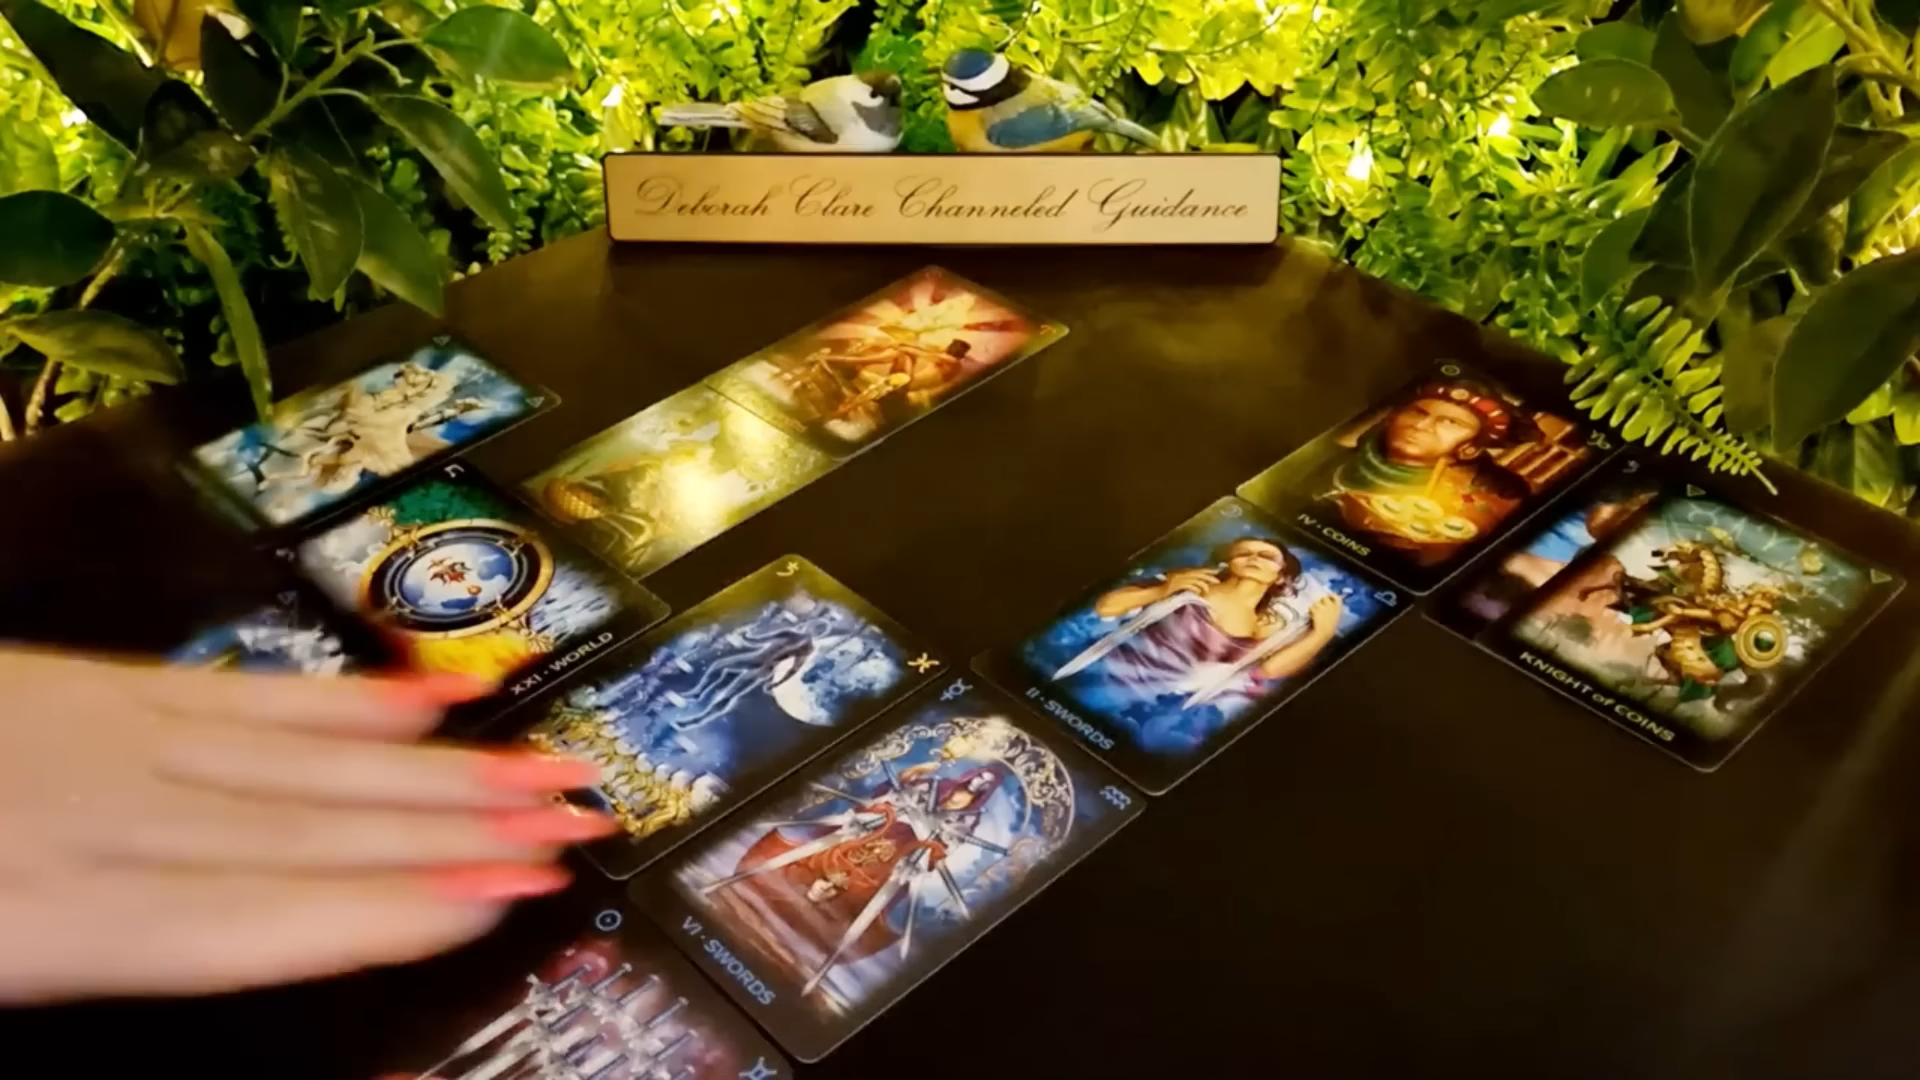 Deborah Clare Channeled Guidance
IV · COINS
KNIGHT of COINS
XXI · WORLD
II · SWORDS
VI · SWORDS